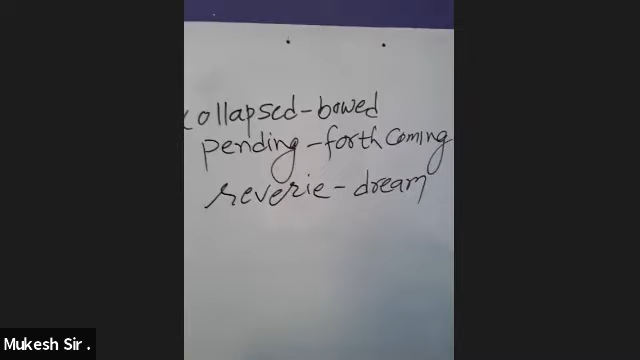 collapsed-bowed
pending-forthcoming
reverie-dream
Mukesh Sir .